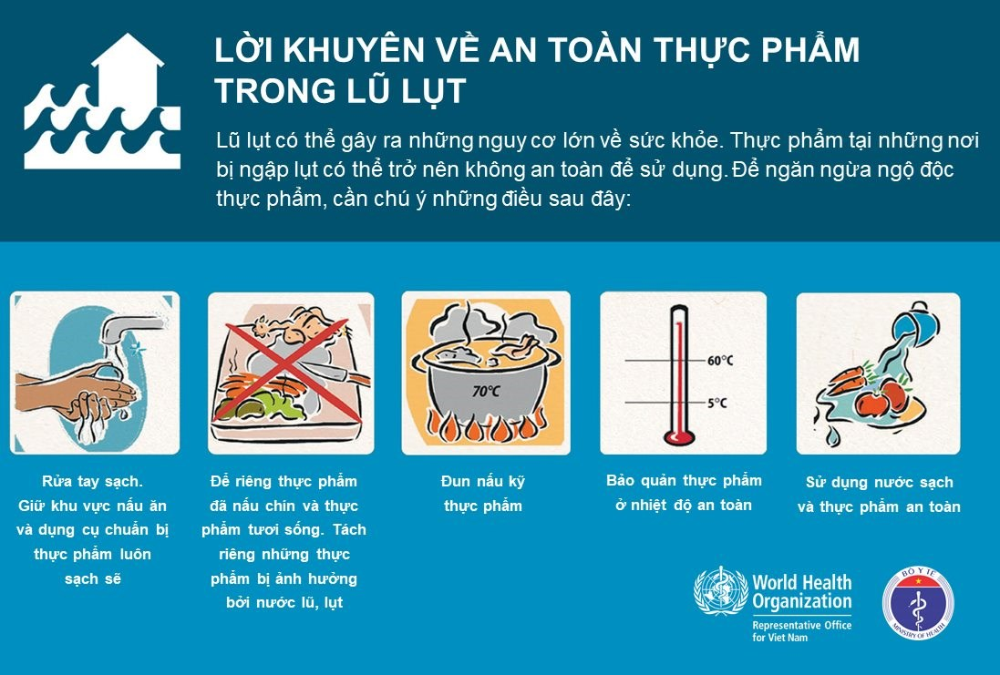 LỜI KHUYÊN VỀ AN TOÀN THỰC PHẨM
TRONG LŨ LỤT
Lũ lụt có thể gây ra những nguy cơ lớn về sức khỏe. Thực phẩm tại những nơi
bị ngập lụt có thể trở nên không an toàn để sử dụng. Để ngăn ngừa ngộ độc
thực phẩm, cần chú ý những điều sau đây:
70°C
60°C
5°C
Rửa tay sạch.
Giữ khu vực nấu ăn
và dụng cụ chuẩn bị
thực phẩm luôn
sạch sẽ
Để riêng thực phẩm
đã nấu chín và thực
phẩm tươi sống. Tách
riêng những thực
phẩm bị ảnh hưởng
bởi nước lũ, lụt
Đun nấu kỹ
thực phẩm
Bảo quản thực phẩm
ở nhiệt độ an toàn
Sử dụng nước sạch
và thực phẩm an toàn
World Health
Organization
Representative Office
for Viet Nam
BỘ Y TẾ
MINISTRY OF HEALTH